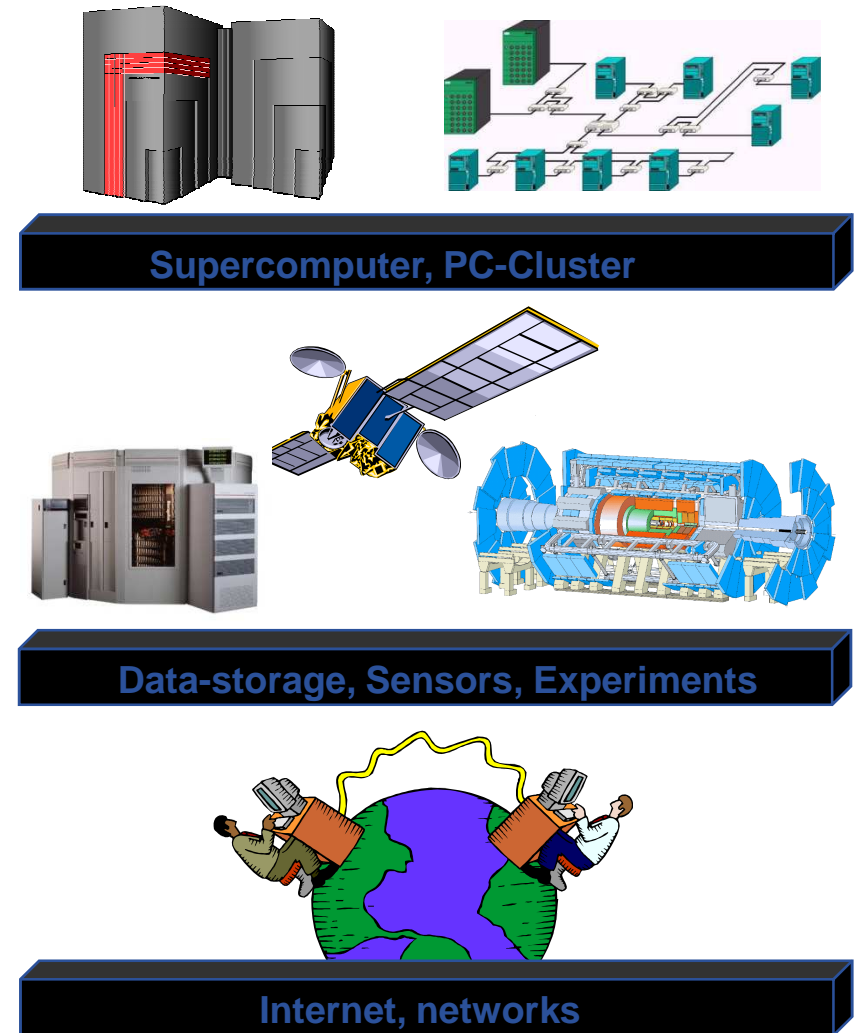 Supercomputer, PC-Cluster
Data-storage, Sensors, Experiments
Internet, networks